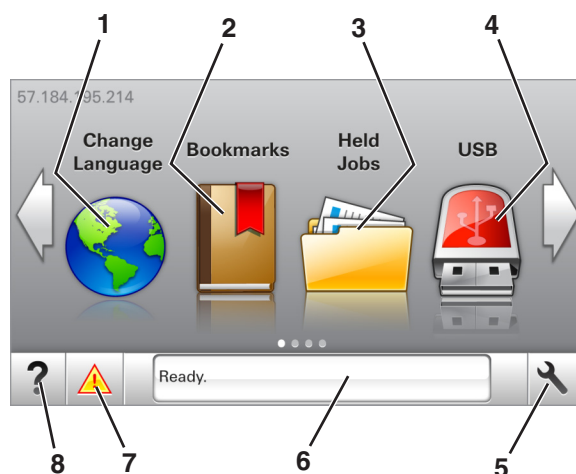 1 2 3 4
57.184.195.214
Change
Language
Bookmarks
Held
Jobs
USB
?
Ready.
8 7 6 5